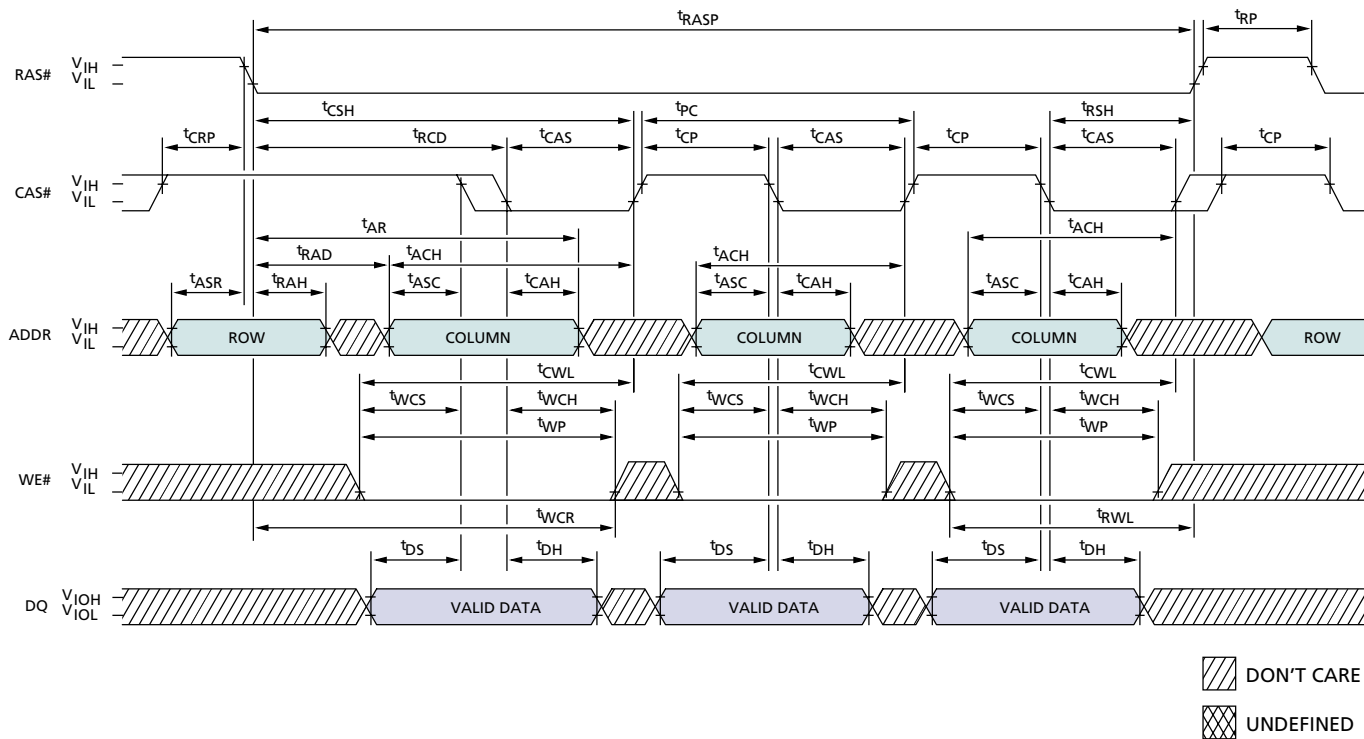 tRASP tRP
RAS# VIH
VIL
tCSH tPC tRSH
tCRP tRCD tCAS tCP tCAS tCP tCAS tCP
CAS# VIH
VIL
tAR tACH
tRAD tACH tACH
tASR tRAH tASC tCAH tASC tCAH tASC tCAH
ADDR VIH
VIL
ROW COLUMN COLUMN COLUMN ROW
tCWL tCWL tCWL
tWCS tWCH tWCS tWCH tWCS tWCH
tWP tWP tWP
WE# VIH
VIL
tWCR tRWL
tDS tDH tDS tDH tDS tDH
DQ VIOH
VIOL
VALID DATA VALID DATA VALID DATA
DON'T CARE
UNDEFINED